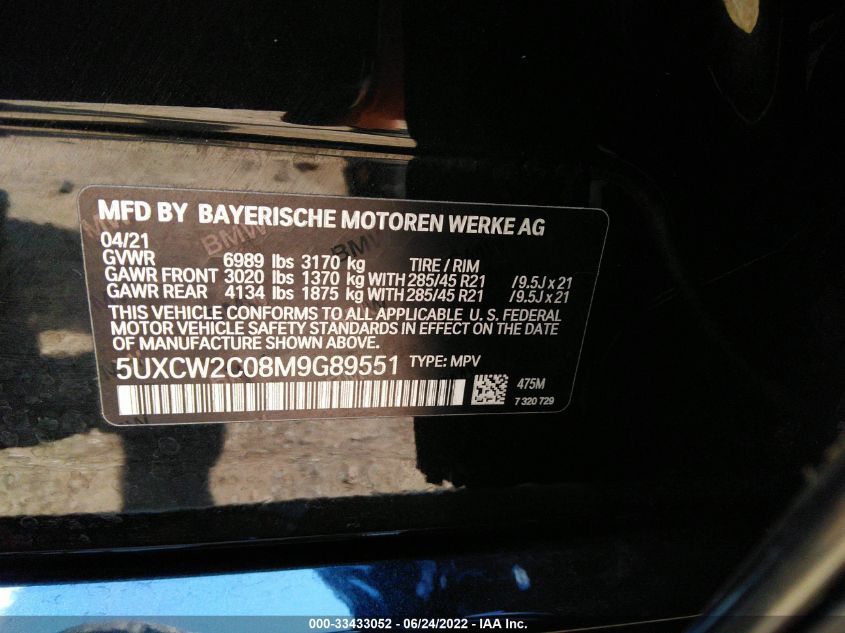 MFD BY BAYERISCHE MOTOREN WERKE AG
04/21
GVWR 6989 lbs 3170 kg TIRE / RIM
GAWR FRONT 3020 lbs 1370 kg WITH 285/45 R21 / 9.5J x 21
GAWR REAR 4134 lbs 1875 kg WITH 285/45 R21 / 9.5J x 21
THIS VEHICLE CONFORMS TO ALL APPLICABLE U. S. FEDERAL
MOTOR VEHICLE SAFETY STANDARDS IN EFFECT ON THE DATE
OF MANUFACTURE SHOWN ABOVE.
5UXCW2C08M9G89551 TYPE: MPV
475M
7 320 729
000-33433052 - 06/24/2022 - IAA Inc.